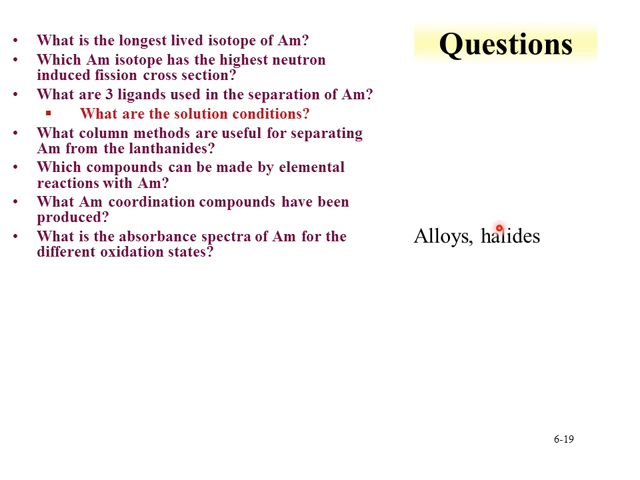 Questions
• What is the longest lived isotope of Am?
• Which Am isotope has the highest neutron
induced fission cross section?
• What are 3 ligands used in the separation of Am?
▪ What are the solution conditions?
• What column methods are useful for separating
Am from the lanthanides?
• Which compounds can be made by elemental
reactions with Am?
• What Am coordination compounds have been
produced?
• What is the absorbance spectra of Am for the
different oxidation states?
Alloys, halides
6-19